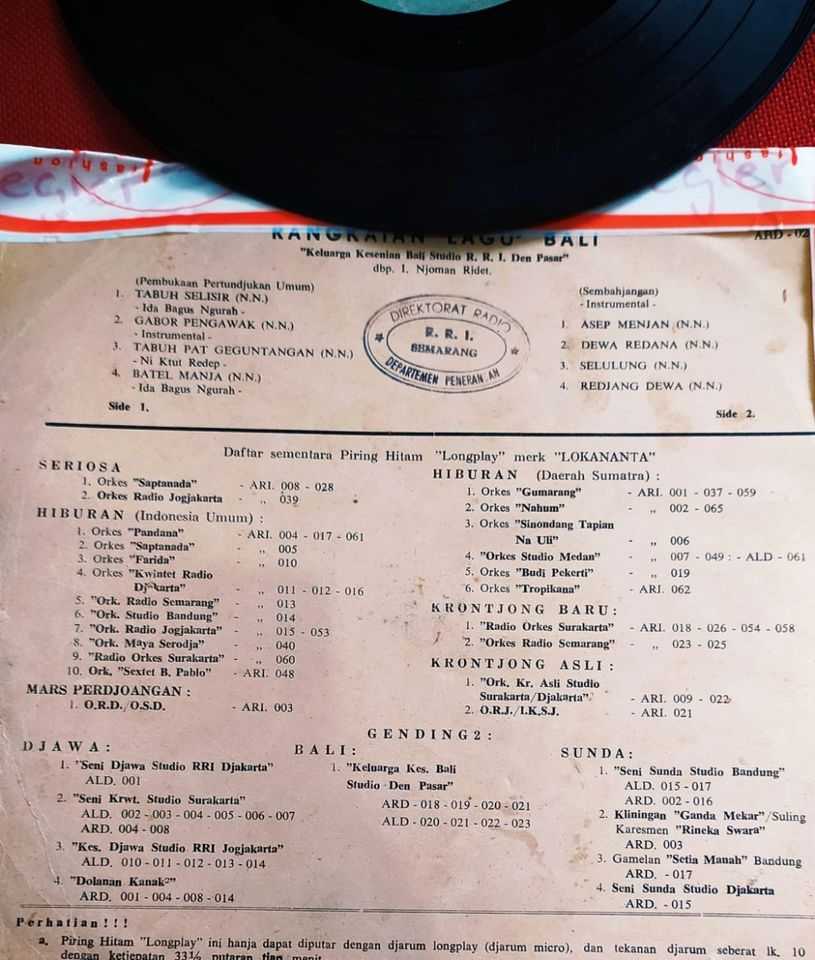 fashion
RANGKAIAN LAGU² BALI
ARD - 02
"Keluarga Kesenian Bali Studio R. R. I. Den Pasar"
dbp. I. Njoman Ridet.
(Pembukaan Pertundjukan Umum)
1. TABUH SELISIR (N.N.)
- Ida Bagus Ngurah -
2. GABOR PENGAWAK (N.N.)
- Instrumental -
3. TABUH PAT GEGUNTANGAN (N.N.)
- Ni Ktut Redep -
4. BATEL MANJA (N.N.)
- Ida Bagus Ngurah -
Side 1.
DIREKTORAT RADIO
R. R. I.
SEMARANG
DEPARTEMEN PENERANGAN
(Sembahjangan)
- Instrumental -
1. ASEP MENJAN (N.N.)
2. DEWA REDANA (N.N.)
3. SELULUNG (N.N.)
4. REDJANG DEWA (N.N.)
Side 2.
Daftar sementara Piring Hitam "Longplay" merk "LOKANANTA"
SERIOSA
1. Orkes "Saptanada" - ARI. 008 - 028
2. Orkes Radio Jogjakarta - ,, 039
HIBURAN (Indonesia Umum) :
1. Orkes "Pandana" - ARI. 004 - 017 - 061
2. Orkes "Saptanada" - ,, 005
3. Orkes "Farida" - ,, 010
4. Orkes "Kwintet Radio
Djakarta" - ,, 011 - 012 - 016
5. "Ork. Radio Semarang" - ,, 013
6. "Ork. Studio Bandung" - ,, 014
7. "Ork. Radio Jogjakarta" - ,, 015 - 053
8. "Ork. Maya Serodja" - ,, 040
9. "Radio Orkes Surakarta" - ,, 060
10. Ork. "Sextet B. Pablo" - ARI. 048
MARS PERDJOANGAN :
1. O.R.D./O.S.D. - ARI. 003
HIBURAN (Daerah Sumatra) :
1. Orkes "Gumarang" - ARI. 001 - 037 - 059
2. Orkes "Nahum" - ,, 002 - 065
3. Orkes "Sinondang Tapian
Na Uli" - ,, 006
4. "Orkes Studio Medan" - ,, 007 - 049 : - ALD - 061
5. Orkes "Budi Pekerti" - ,, 019
6. Orkes "Tropikana" - ARI. 062
KRONTJONG BARU :
1. "Radio Orkes Surakarta" - ARI. 018 - 026 - 054 - 058
2. "Orkes Radio Semarang" - ,, 023 - 025
KRONTJONG ASLI :
1. "Ork. Kr. Asli Studio
Surakarta/Djakarta". - ARI. 009 - 022
2. O.R.J./I.K.S.J. - ARI. 021
GENDING2 :
DJAWA :
1. "Seni Djawa Studio RRI Djakarta"
ALD. 001
2. "Seni Krwt. Studio Surakarta"
ALD. 002 - 003 - 004 - 005 - 006 - 007
ARD. 004 - 008
3. "Kes. Djawa Studio RRI Jogjakarta"
ALD. 010 - 011 - 012 - 013 - 014
4. "Dolanan Kanak²"
ARD. 001 - 004 - 008 - 014
BALI :
1. "Keluarga Kes. Bali
Studio Den Pasar"
ARD - 018 - 019 - 020 - 021
ALD - 020 - 021 - 022 - 023
SUNDA :
1. "Seni Sunda Studio Bandung"
ALD. 015 - 017
ARD. 002 - 016
2. Kliningan "Ganda Mekar"/Suling
Karesmen "Rineka Swara"
ARD. 003
3. Gamelan "Setia Manah" Bandung
ARD. - 017
4. Seni Sunda Studio Djakarta
ARD. - 015
Perhatian ! ! !
a. Piring Hitam "Longplay" ini hanja dapat diputar dengan djarum longplay (djarum micro), dan tekanan djarum seberat lk. 10
dengan ketjepatan 33⅓ putaran tiap menit